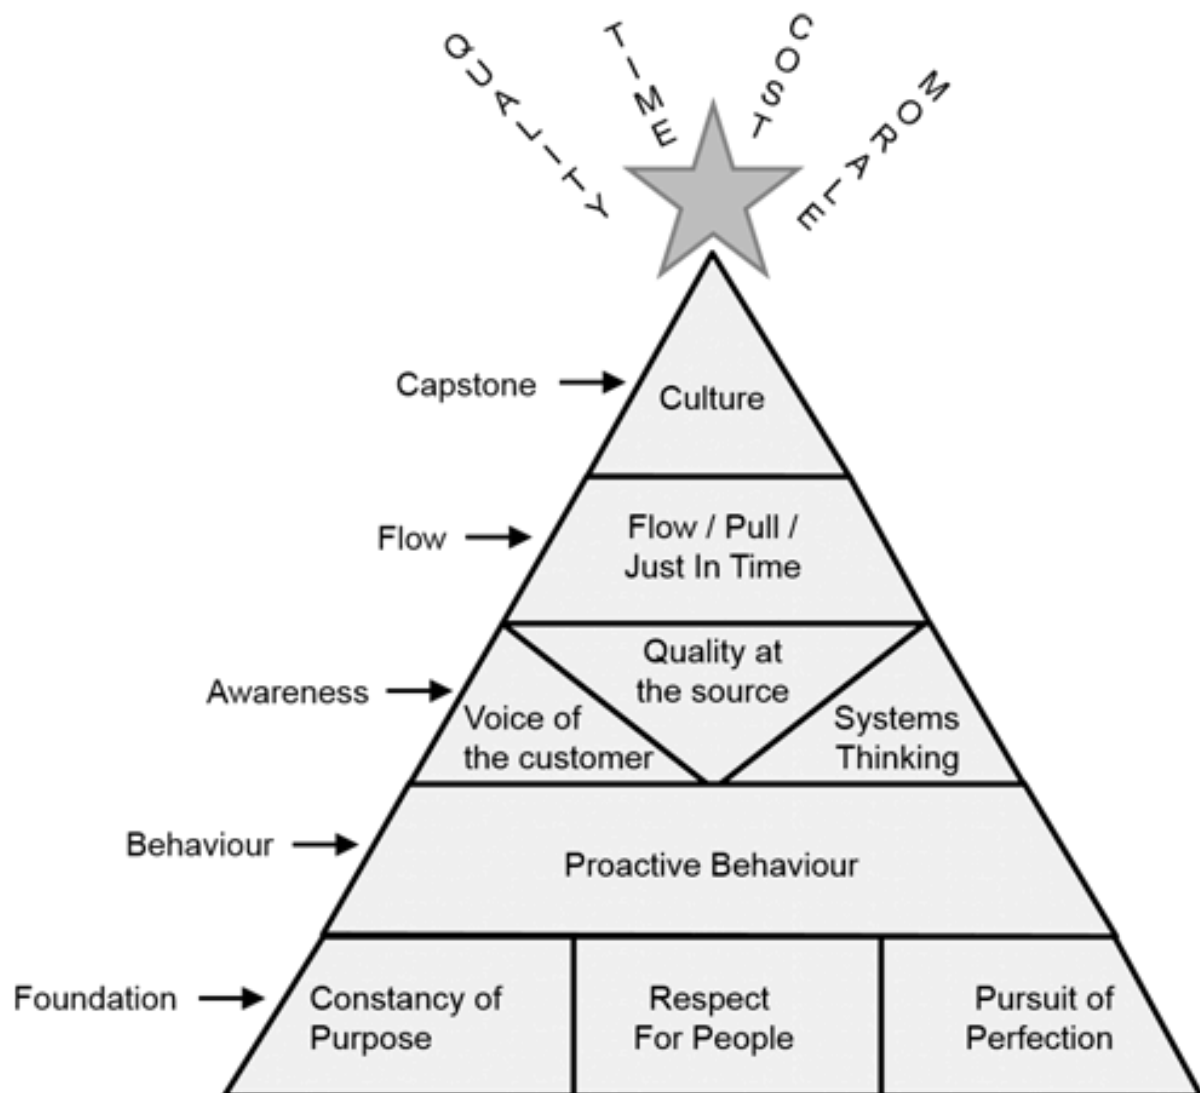 QUALITY
TIME
COST
MORALE
Capstone
Culture
Flow
Flow / Pull /
Just In Time
Awareness
Quality at
the source
Voice of
the customer
Systems
Thinking
Behaviour
Proactive Behaviour
Foundation
Constancy of
Purpose
Respect
For People
Pursuit of
Perfection